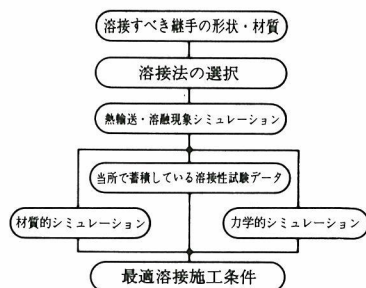 溶接すべき継手の形状・材質
溶接法の選択
熱輸送・溶融現象シミュレーション
当所で蓄積している溶接性試験データ
材質的シミュレーション
力学的シミュレーション
最適溶接施工条件